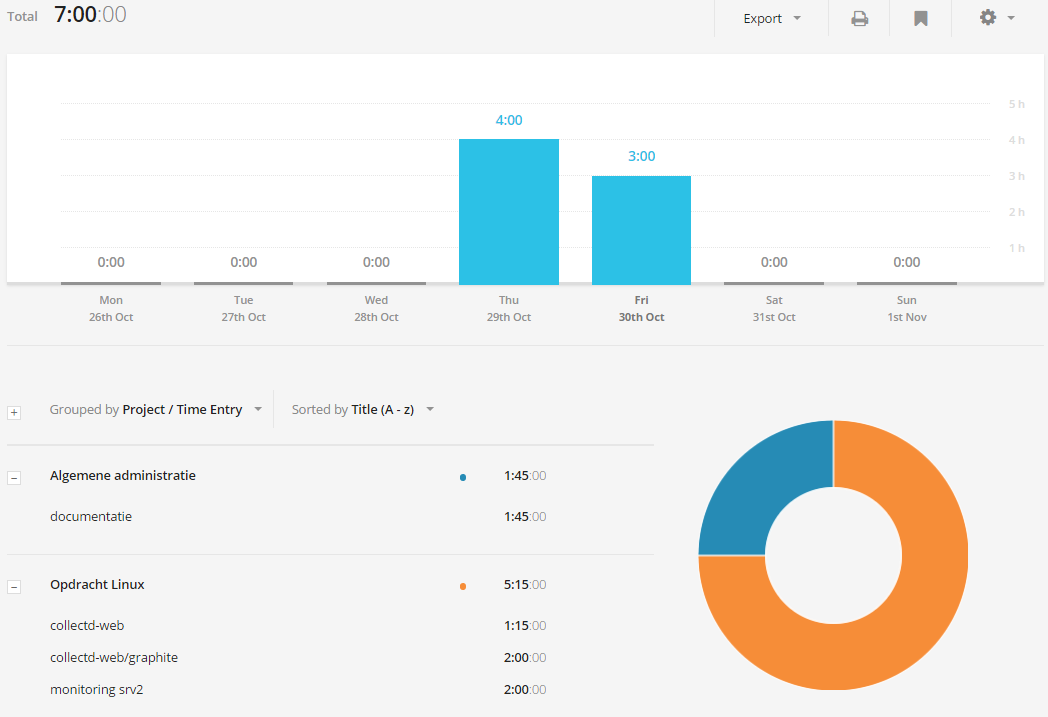 Total 7:00:00
Export
5 h
4:00
4 h
3:00
3 h
2 h
1 h
0:00 0:00 0:00 0:00 0:00
Mon Tue Wed Thu Fri Sat Sun
26th Oct 27th Oct 28th Oct 29th Oct 30th Oct 31st Oct 1st Nov
Grouped by Project / Time Entry Sorted by Title (A - z)
Algemene administratie 1:45:00
documentatie 1:45:00
Opdracht Linux 5:15:00
collectd-web 1:15:00
collectd-web/graphite 2:00:00
monitoring srv2 2:00:00